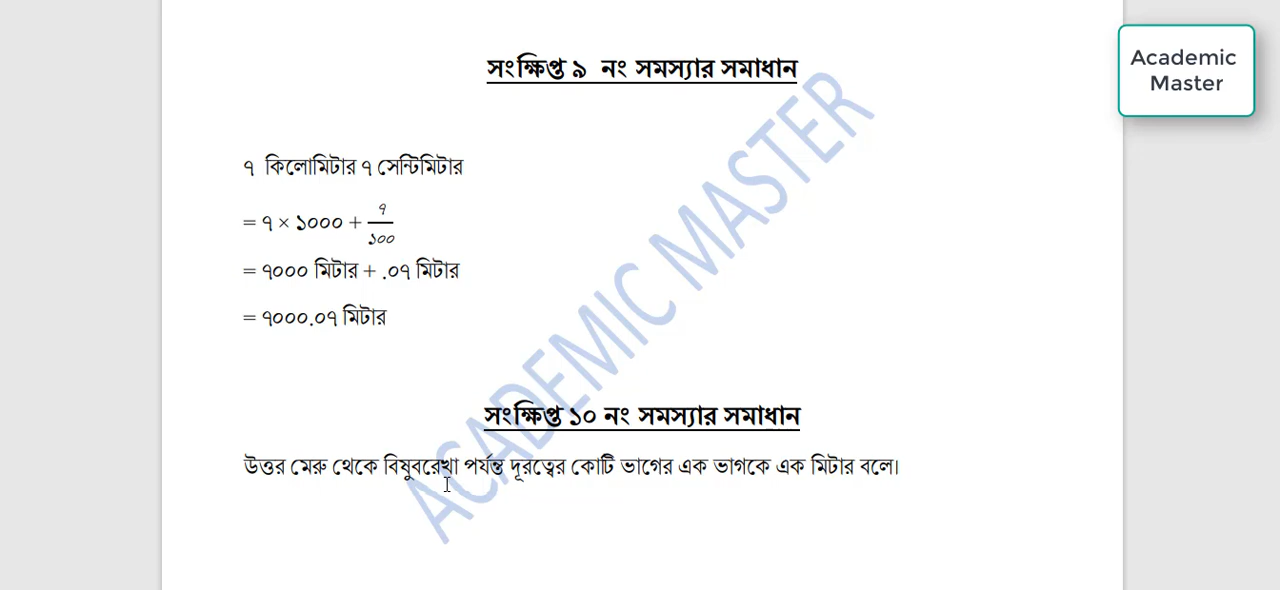 Academic
Master
সংক্ষিপ্ত ৯ নং সমস্যার সমাধান
৭ কিলোমিটার ৭ সেন্টিমিটার
= ৭ × ১০০০ + ৭/১০০
= ৭০০০ মিটার + .০৭ মিটার
= ৭০০০.০৭ মিটার
সংক্ষিপ্ত ১০ নং সমস্যার সমাধান
উত্তর মেরু থেকে বিষুবরেখা পর্যন্ত দূরত্বের কোটি ভাগের এক ভাগকে এক মিটার বলে।
ACADEMIC MASTER